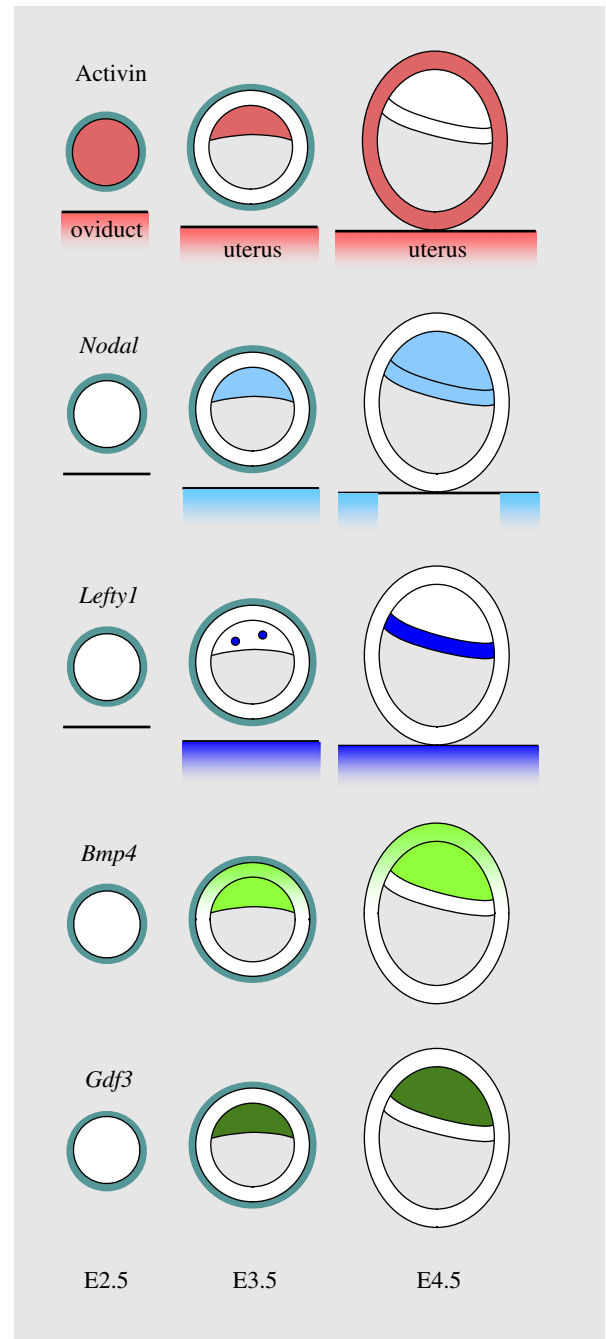 Activin
oviduct
uterus
uterus
Nodal
Lefty1
Bmp4
Gdf3
E2.5
E3.5
E4.5